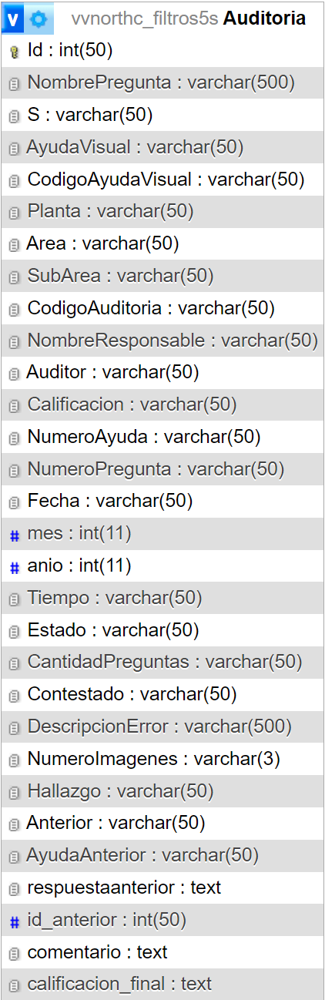 v vvnorthc_filtros5s Auditoria
Id : int(50)
NombrePregunta : varchar(500)
S : varchar(50)
AyudaVisual : varchar(50)
CodigoAyudaVisual : varchar(50)
Planta : varchar(50)
Area : varchar(50)
SubArea : varchar(50)
CodigoAuditoria : varchar(50)
NombreResponsable : varchar(50)
Auditor : varchar(50)
Calificacion : varchar(50)
NumeroAyuda : varchar(50)
NumeroPregunta : varchar(50)
Fecha : varchar(50)
# mes : int(11)
# anio : int(11)
Tiempo : varchar(50)
Estado : varchar(50)
CantidadPreguntas : varchar(50)
Contestado : varchar(50)
DescripcionError : varchar(500)
NumeroImagenes : varchar(3)
Hallazgo : varchar(50)
Anterior : varchar(50)
AyudaAnterior : varchar(50)
respuestaanterior : text
# id_anterior : int(50)
comentario : text
calificacion_final : text